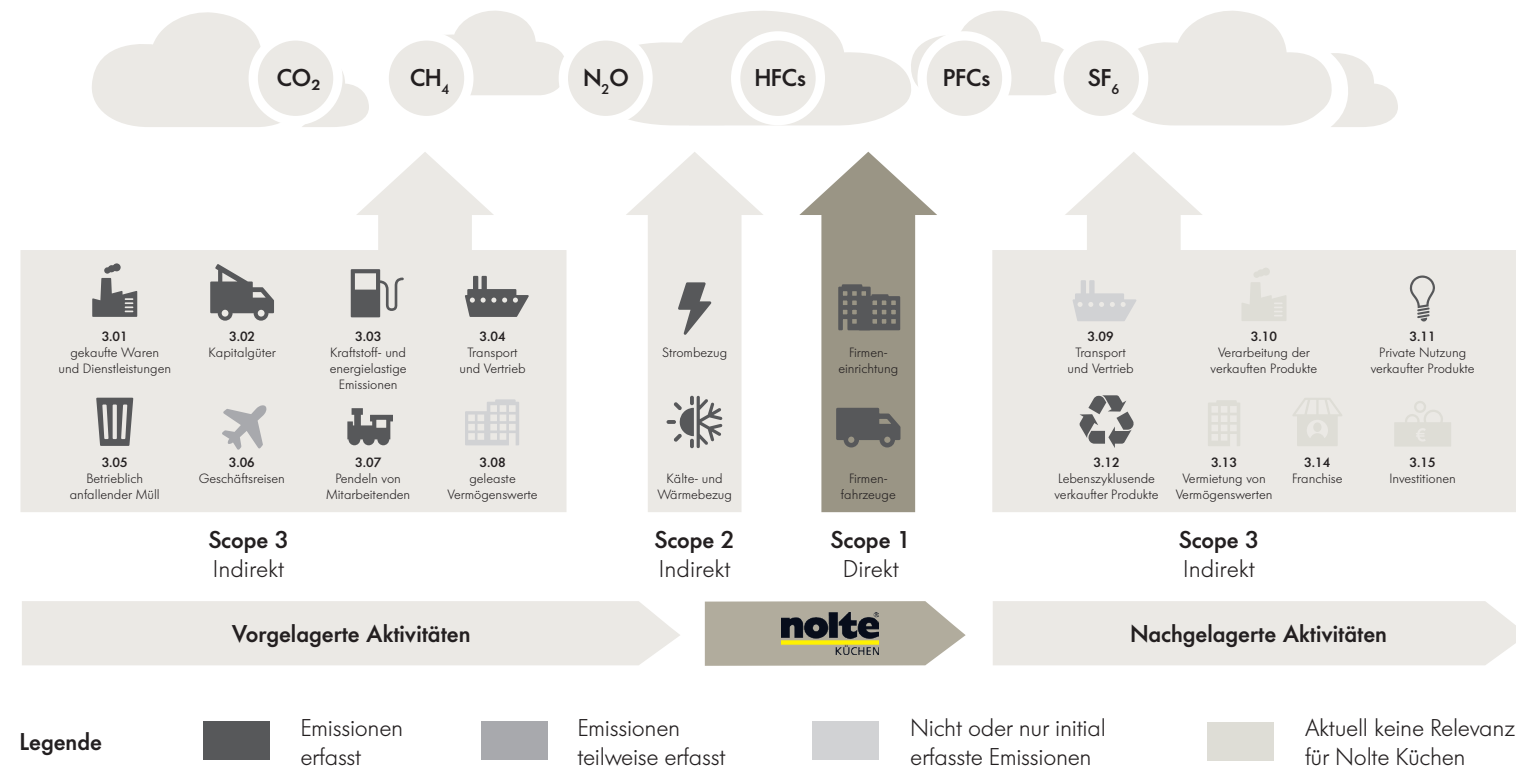 CO₂
CH₄
N₂O
HFCs
PFCs
SF₆
3.01
gekaufte Waren
und Dienstleistungen
3.02
Kapitalgüter
3.03
Kraftstoff- und
energielastige
Emissionen
3.04
Transport
und Vertrieb
3.05
Betrieblich
anfallender Müll
3.06
Geschäftsreisen
3.07
Pendeln von
Mitarbeitenden
3.08
geleaste
Vermögenswerte
Strombezug
Kälte- und
Wärmebezug
Firmen-
einrichtung
Firmen-
fahrzeuge
3.09
Transport
und Vertrieb
3.10
Verarbeitung der
verkauften Produkte
3.11
Private Nutzung
verkaufter Produkte
3.12
Lebenszyklusende
verkaufter Produkte
3.13
Vermietung von
Vermögenswerten
3.14
Franchise
€
3.15
Investitionen
Scope 3
Indirekt
Scope 2
Indirekt
Scope 1
Direkt
Scope 3
Indirekt
Vorgelagerte Aktivitäten
nolte®
KÜCHEN
Nachgelagerte Aktivitäten
Legende
Emissionen
erfasst
Emissionen
teilweise erfasst
Nicht oder nur initial
erfasste Emissionen
Aktuell keine Relevanz
für Nolte Küchen